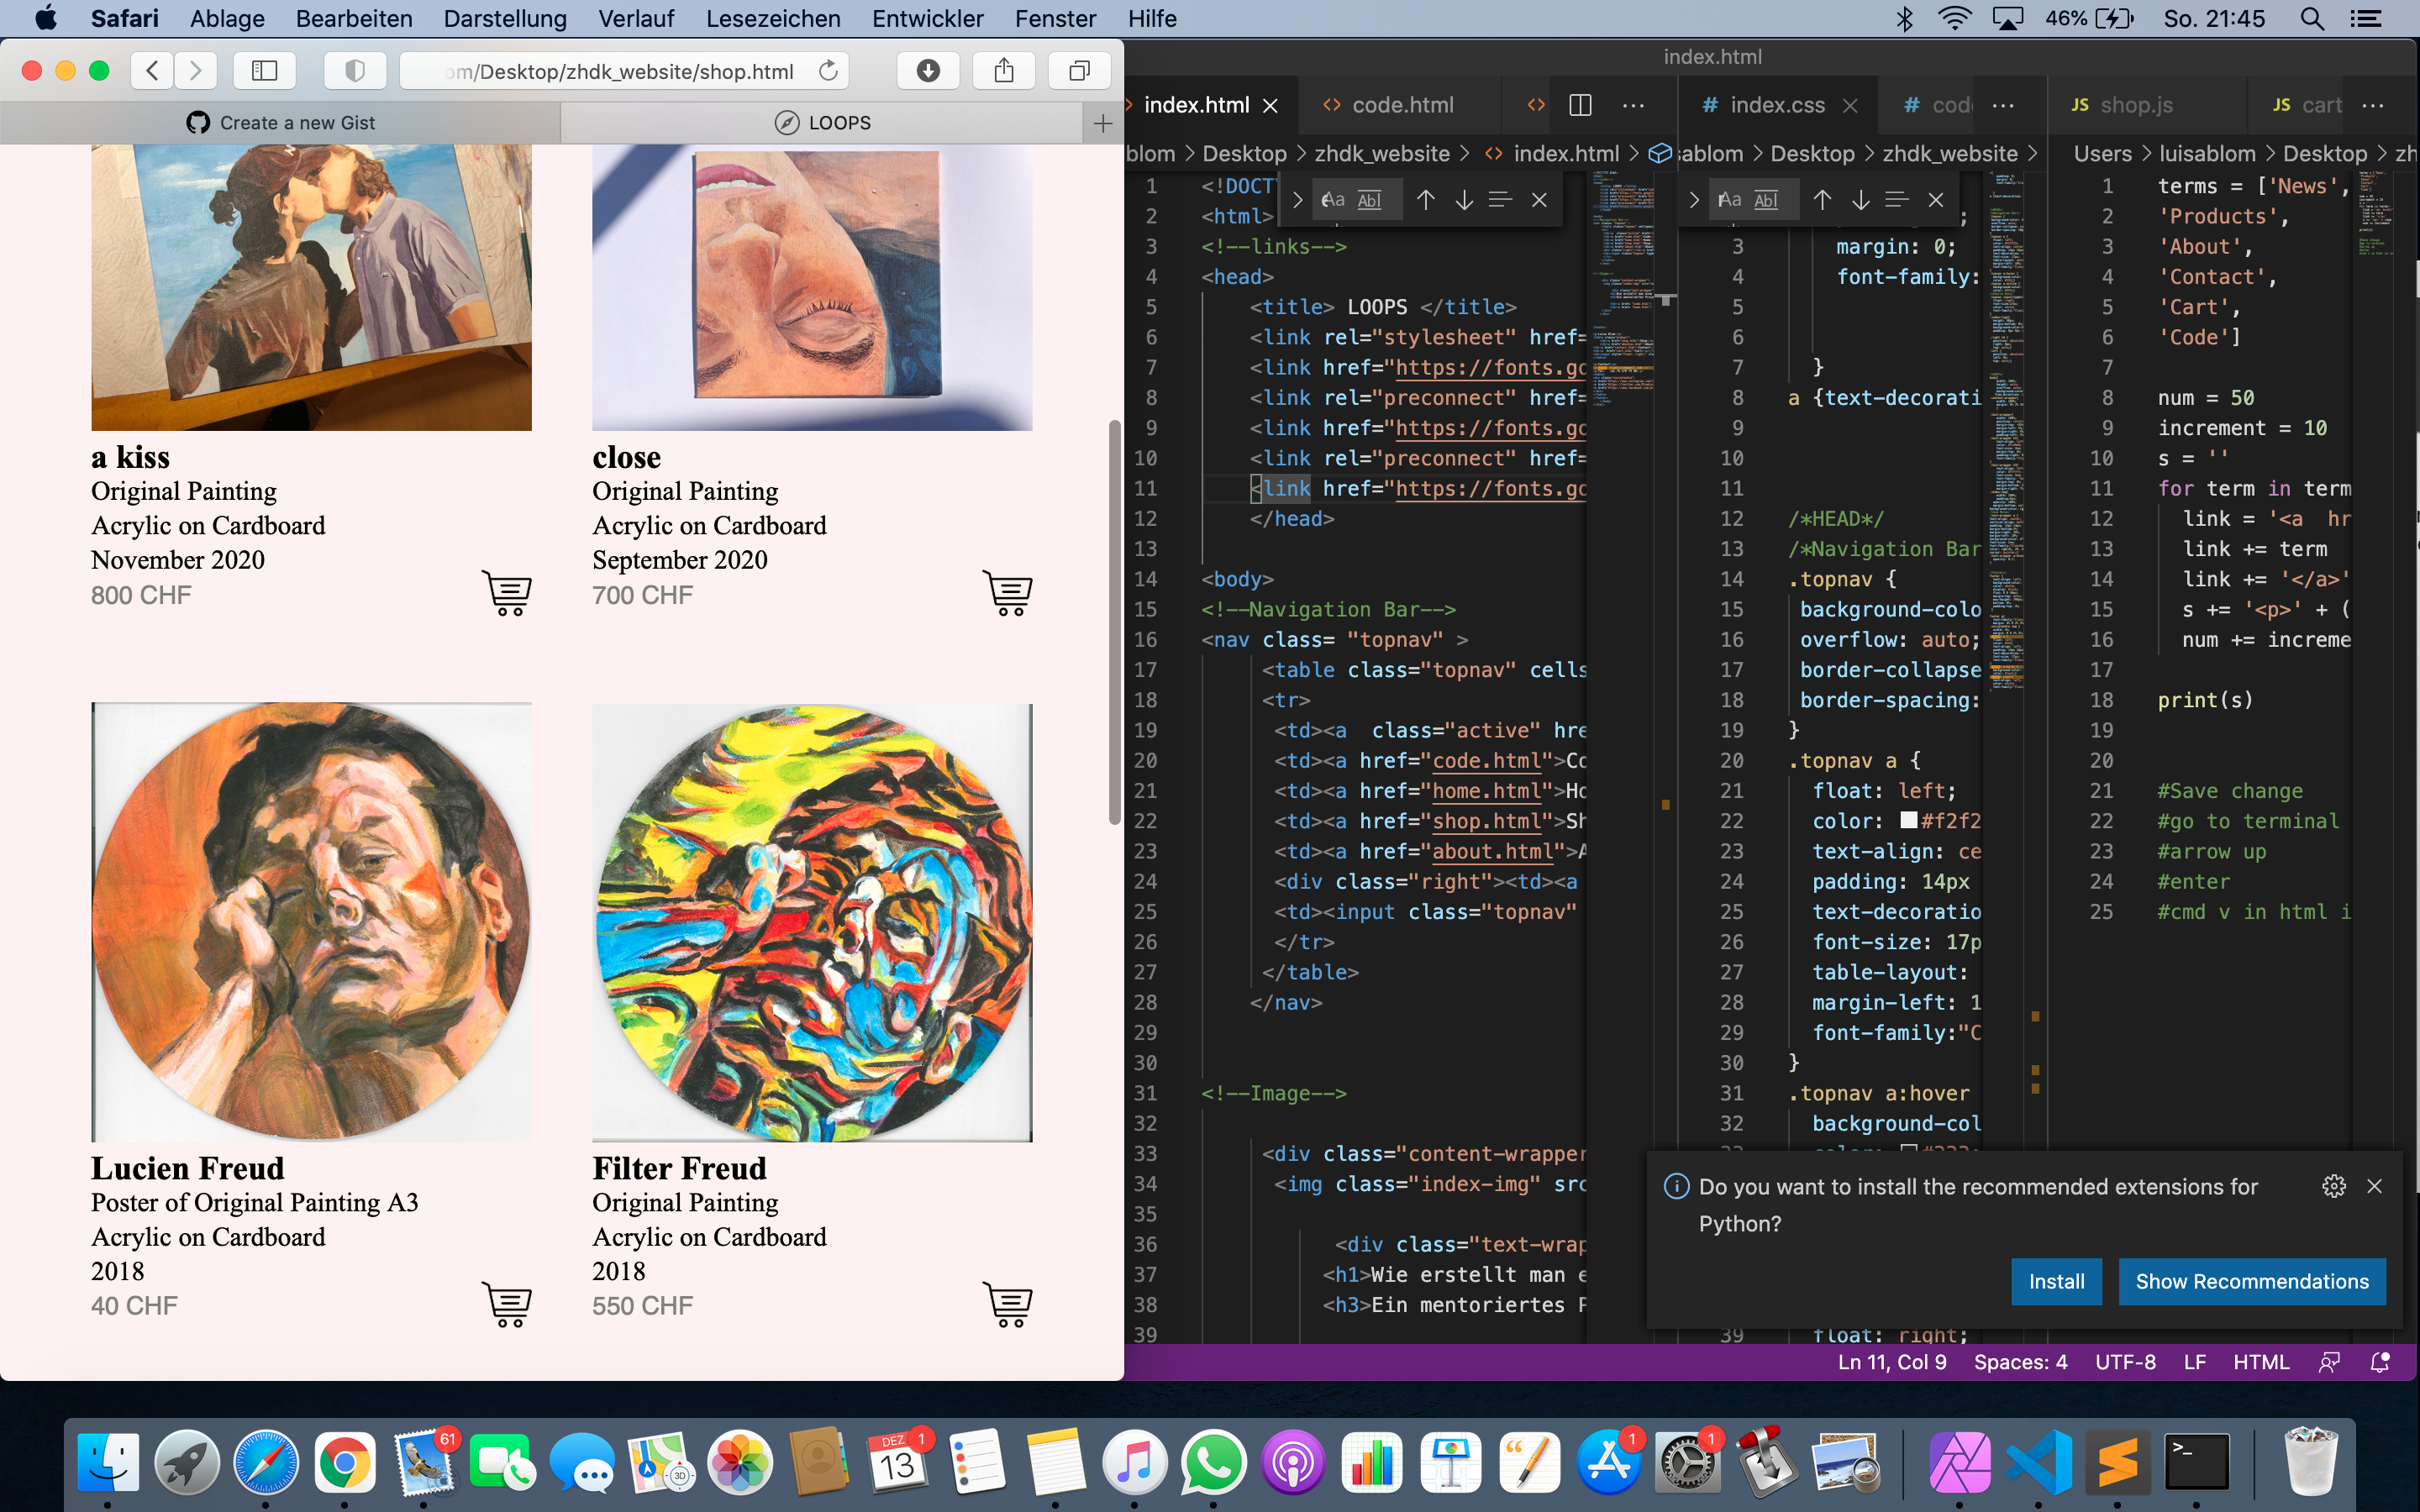 Safari Ablage Bearbeiten Darstellung Verlauf Lesezeichen Entwickler Fenster Hilfe
46% So. 21:45
om/Desktop/zhdk_website/shop.html
Create a new Gist
LOOPS
a kiss
Original Painting
Acrylic on Cardboard
November 2020
800 CHF
close
Original Painting
Acrylic on Cardboard
September 2020
700 CHF
Lucien Freud
Poster of Original Painting A3
Acrylic on Cardboard
2018
40 CHF
Filter Freud
Original Painting
Acrylic on Cardboard
2018
550 CHF
index.html
index.html
code.html
blom > Desktop > zhdk_website > index.html >
1 <!DOCT
2 <html>
3 <!--links-->
4 <head>
5 <title> LOOPS </title>
6 <link rel="stylesheet" href=
7 <link href="https://fonts.go
8 <link rel="preconnect" href=
9 <link href="https://fonts.go
10 <link rel="preconnect" href=
11 <link href="https://fonts.go
12 </head>
13
14 <body>
15 <!--Navigation Bar-->
16 <nav class= "topnav" >
17 <table class="topnav" cells
18 <tr>
19 <td><a  class="active" hre
20 <td><a href="code.html">Co
21 <td><a href="home.html">Ho
22 <td><a href="shop.html">Sh
23 <td><a href="about.html">A
24 <div class="right"><td><a
25 <td><input class="topnav"
26 </tr>
27 </table>
28 </nav>
29
30
31 <!--Image-->
32
33 <div class="content-wrapper
34 <img class="index-img" src
35
36 <div class="text-wrap
37 <h1>Wie erstellt man e
38 <h3>Ein mentoriertes P
39
index.css
cod
sablom > Desktop > zhdk_website >
;
3 margin: 0;
4 font-family:
5
6
7 }
8 a {text-decorati
9
10
11
12 /*HEAD*/
13 /*Navigation Bar
14 .topnav {
15 background-colo
16 overflow: auto;
17 border-collapse
18 border-spacing:
19 }
20 .topnav a {
21 float: left;
22 color: #f2f2
23 text-align: ce
24 padding: 14px
25 text-decoratio
26 font-size: 17p
27 table-layout:
28 margin-left: 1
29 font-family:"C
30 }
31 .topnav a:hover
32 background-col
39 float: right;
JS shop.js
JS cart
Users > luisablom > Desktop > zh
1 terms = ['News',
2 'Products',
3 'About',
4 'Contact',
5 'Cart',
6 'Code']
7
8 num = 50
9 increment = 10
10 s = ''
11 for term in term
12 link = '<a  hr
13 link += term
14 link += '</a>'
15 s += '<p>' + (
16 num += increme
17
18 print(s)
19
20
21 #Save change
22 #go to terminal
23 #arrow up
24 #enter
25 #cmd v in html i
Do you want to install the recommended extensions for
Python?
Install
Show Recommendations
Ln 11, Col 9 Spaces: 4 UTF-8 LF HTML
61
DEZ 1
13
3D
1
1